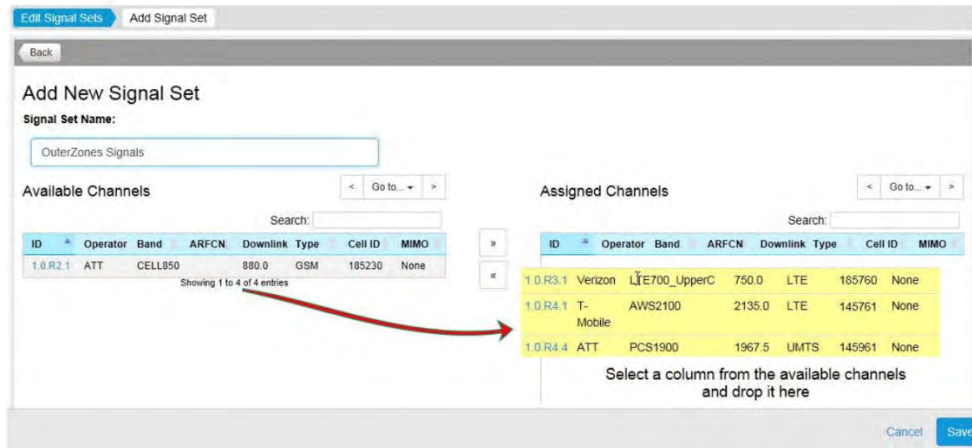 Edit Signal Sets Add Signal Set
Back
Add New Signal Set
Signal Set Name:
OuterZones Signals
Available Channels
< Go to... >
Search:
ID Operator Band ARFCN Downlink Type Cell ID MIMO
1.0.R2.1 ATT CELL850 880.0 GSM 185230 None
Showing 1 to 4 of 4 entries
»
«
Assigned Channels
< Go to... >
Search:
ID Operator Band ARFCN Downlink Type Cell ID MIMO
1.0.R3.1 Verizon LTE700_UpperC 750.0 LTE 185760 None
1.0.R4.1 T-Mobile AWS2100 2135.0 LTE 145761 None
1.0.R4.4 ATT PCS1900 1967.5 UMTS 145961 None
Select a column from the available channels
and drop it here
Cancel Save